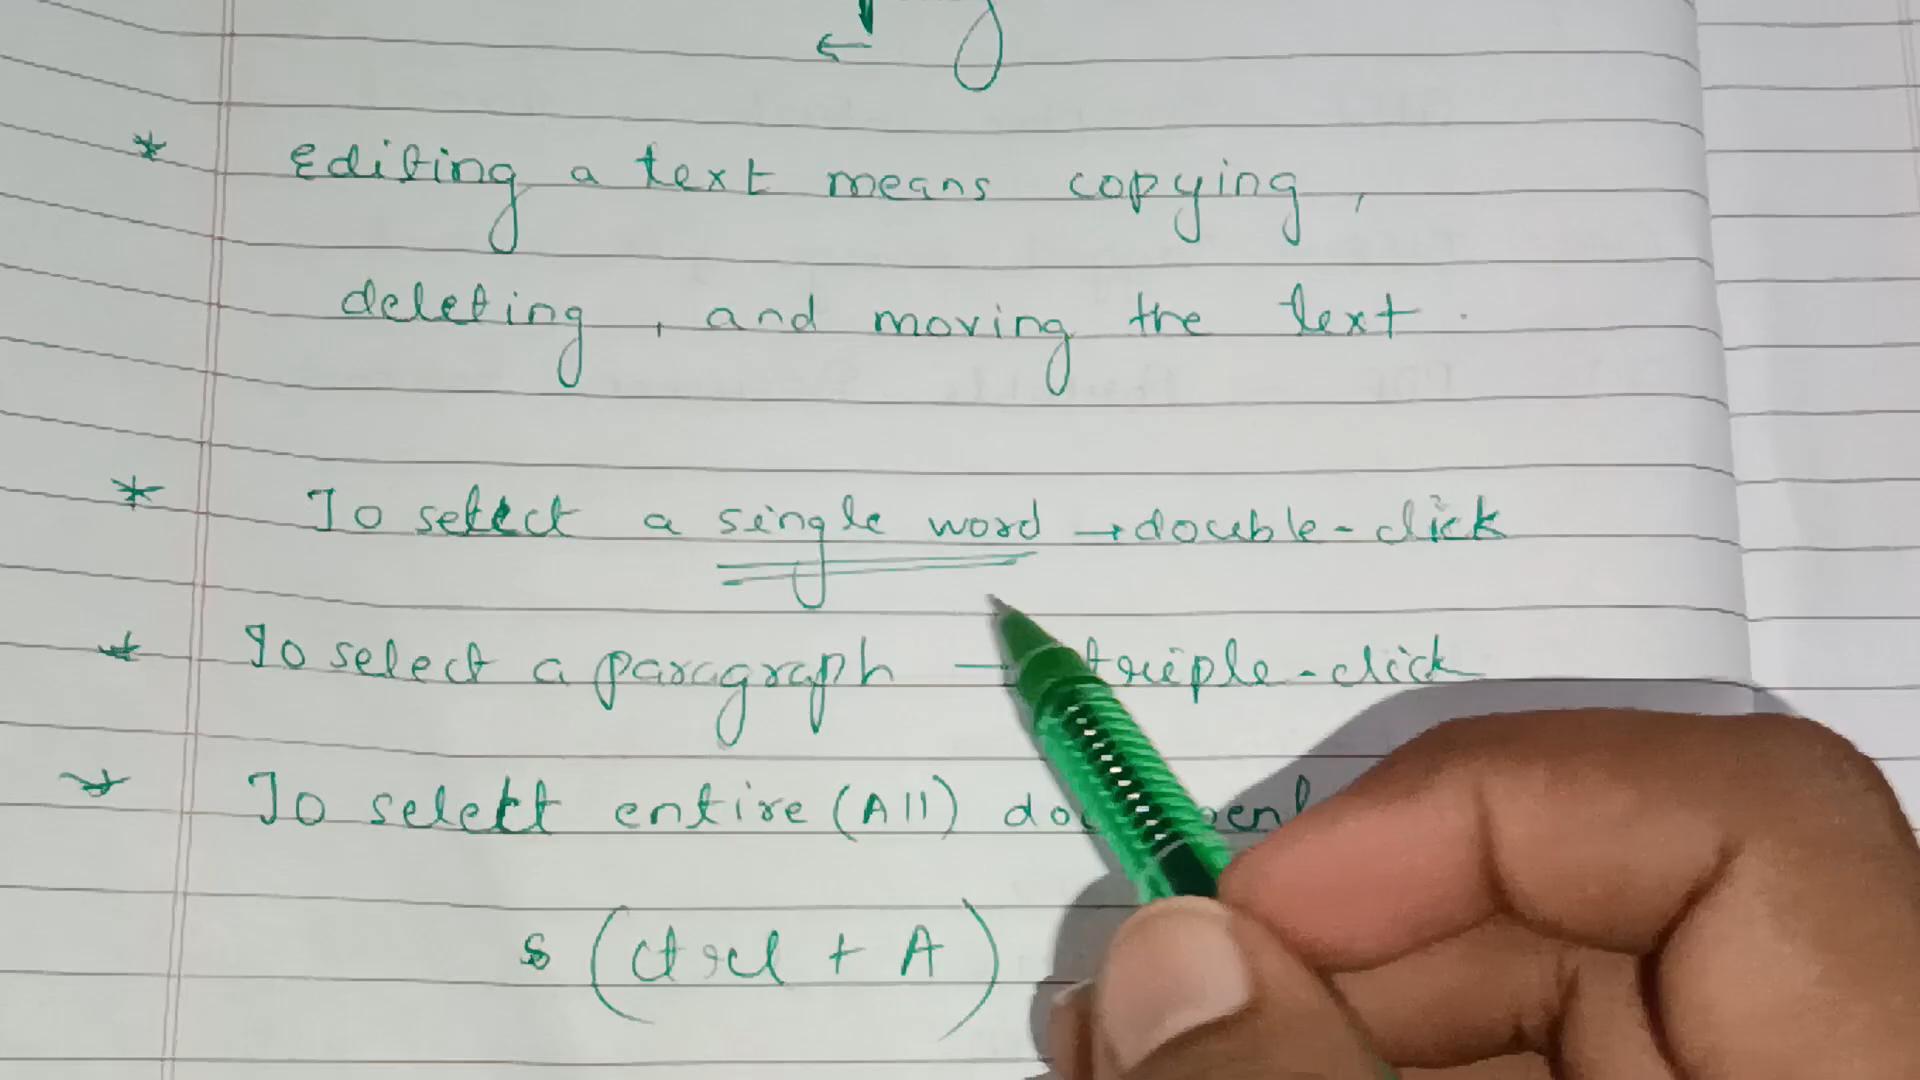 * Editing a text means copying,
deleting, and moving the text.
* To select a single word → double-click
* To select a paragraph → triple-click
* To select entire (All) document
(ctrl + A)